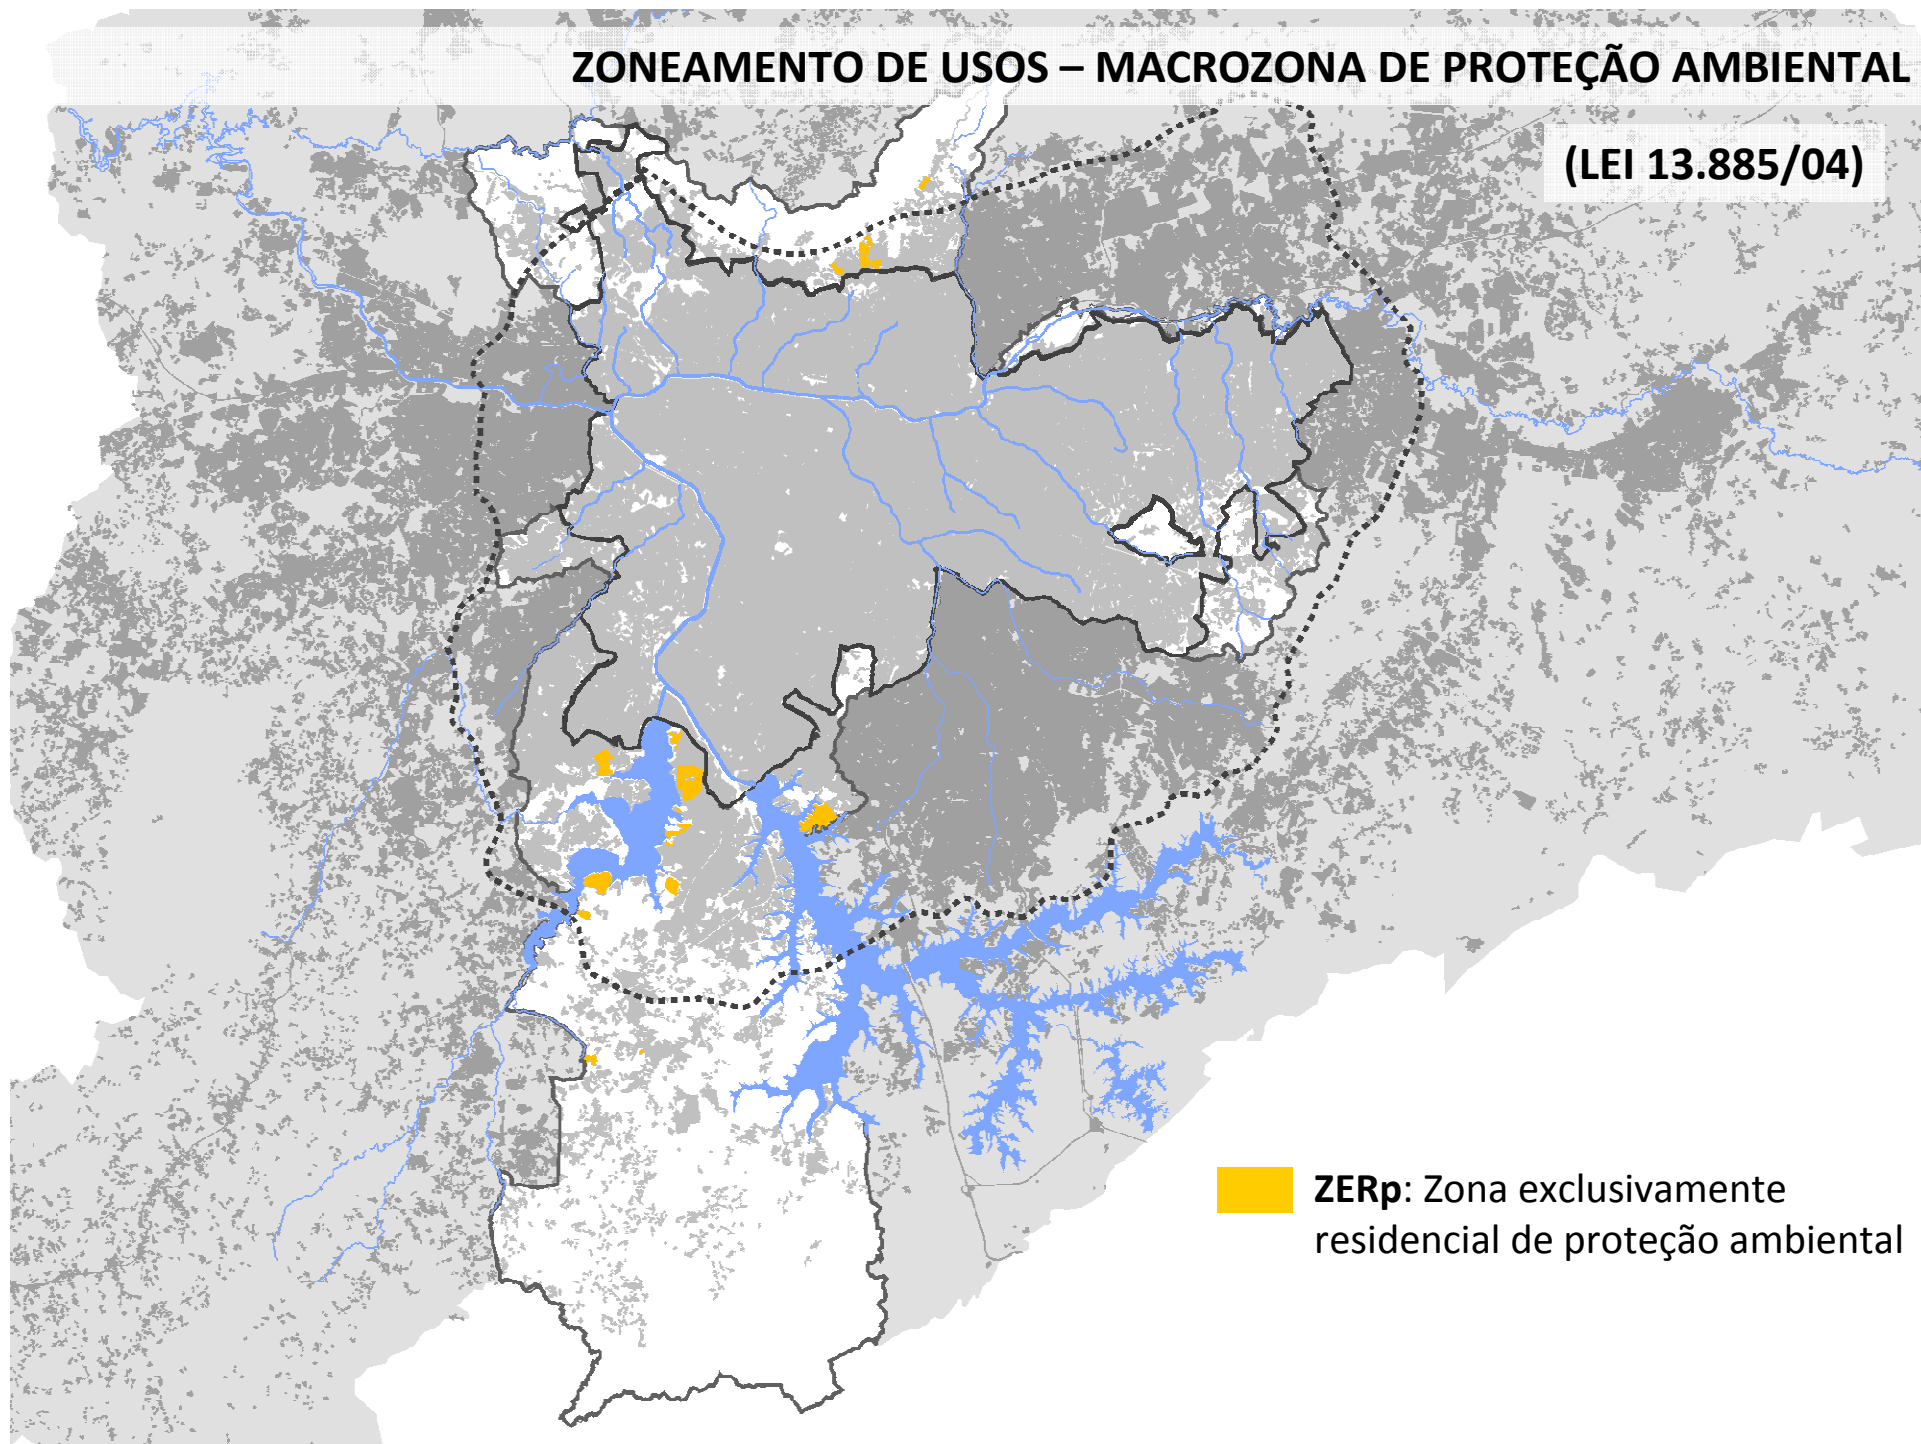 ZONEAMENTO DE USOS – MACROZONA DE PROTEÇÃO AMBIENTAL
(LEI 13.885/04)
ZERp: Zona exclusivamente
residencial de proteção ambiental